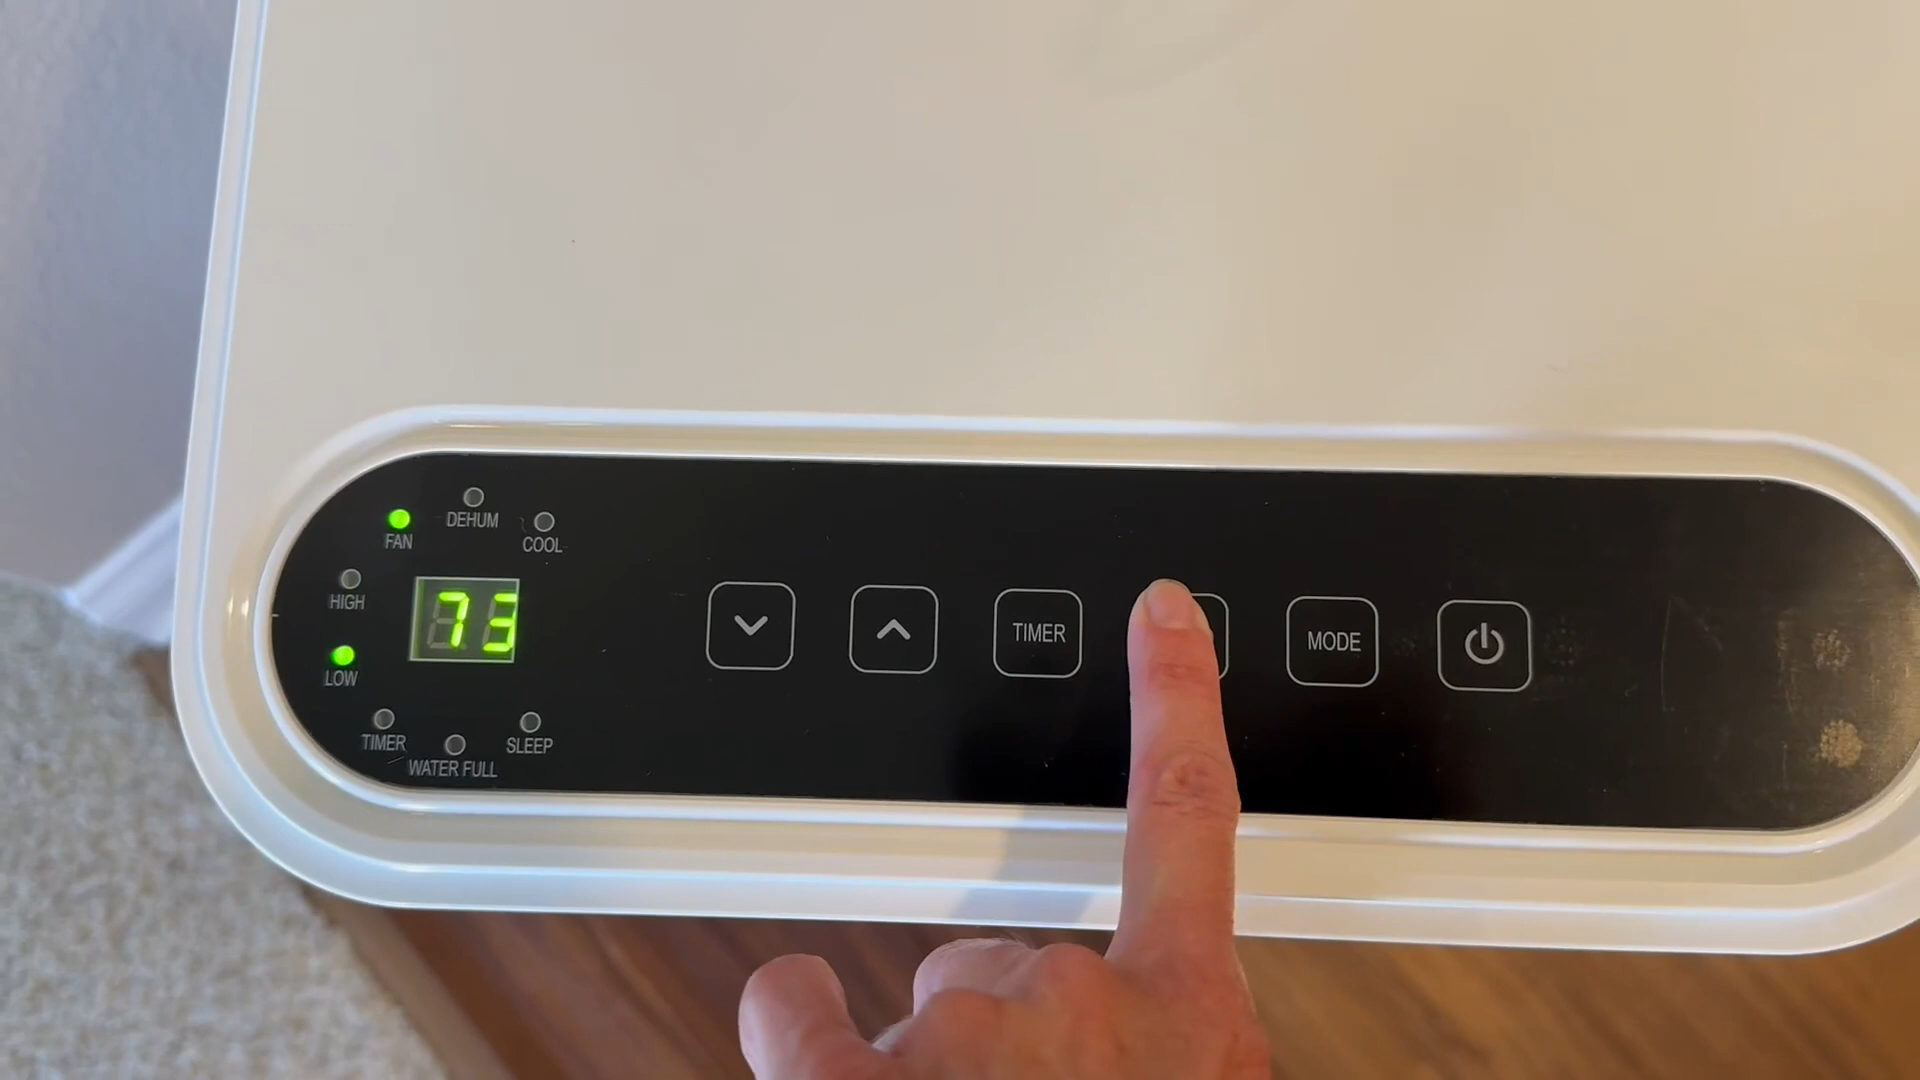 DEHUM
FAN
COOL
HIGH
73
LOW
TIMER
WATER FULL
SLEEP
TIMER
MODE